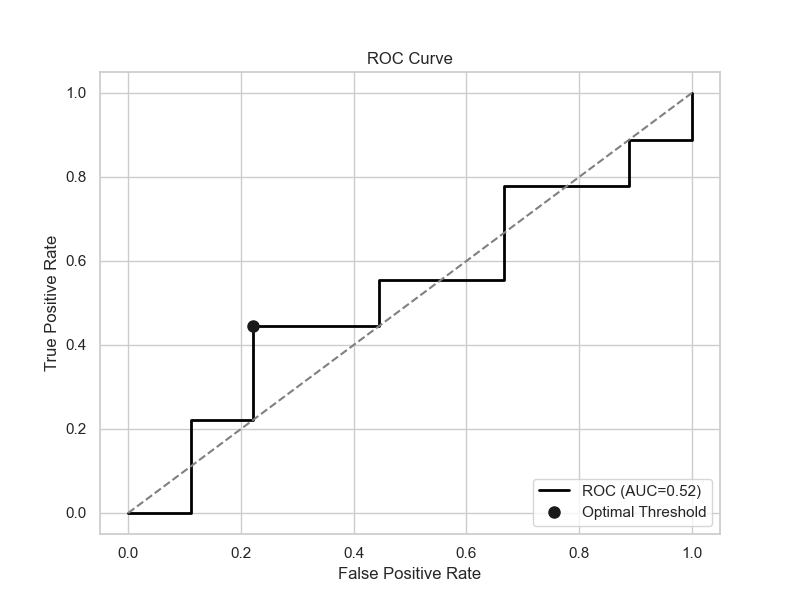 ROC Curve
1.0
0.8
0.6
0.4
0.2
0.0
True Positive Rate
0.0 0.2 0.4 0.6 0.8 1.0
False Positive Rate
ROC (AUC=0.52)
Optimal Threshold